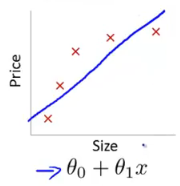 Price
Size
→ θ₀ + θ₁x